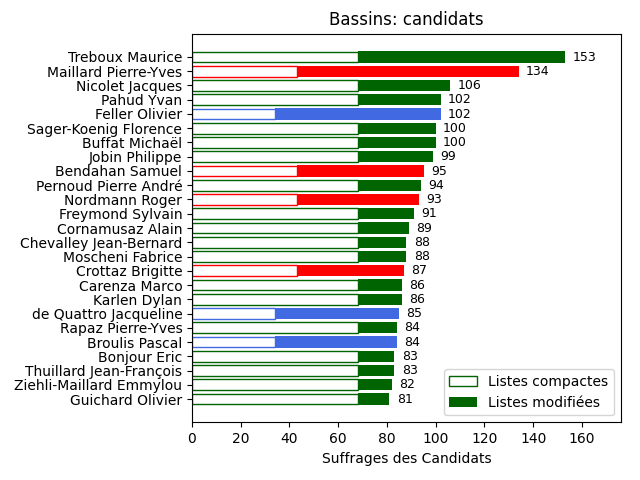 Bassins: candidats
Treboux Maurice 153
Maillard Pierre-Yves 134
Nicolet Jacques 106
Pahud Yvan 102
Feller Olivier 102
Sager-Koenig Florence 100
Buffat Michaël 100
Jobin Philippe 99
Bendahan Samuel 95
Pernoud Pierre André 94
Nordmann Roger 93
Freymond Sylvain 91
Cornamusaz Alain 89
Chevalley Jean-Bernard 88
Moscheni Fabrice 88
Crottaz Brigitte 87
Carenza Marco 86
Karlen Dylan 86
de Quattro Jacqueline 85
Rapaz Pierre-Yves 84
Broulis Pascal 84
Bonjour Eric 83
Thuillard Jean-François 83
Ziehli-Maillard Emmylou 82
Guichard Olivier 81
Listes compactes
Listes modifiées
0 20 40 60 80 100 120 140 160
Suffrages des Candidats